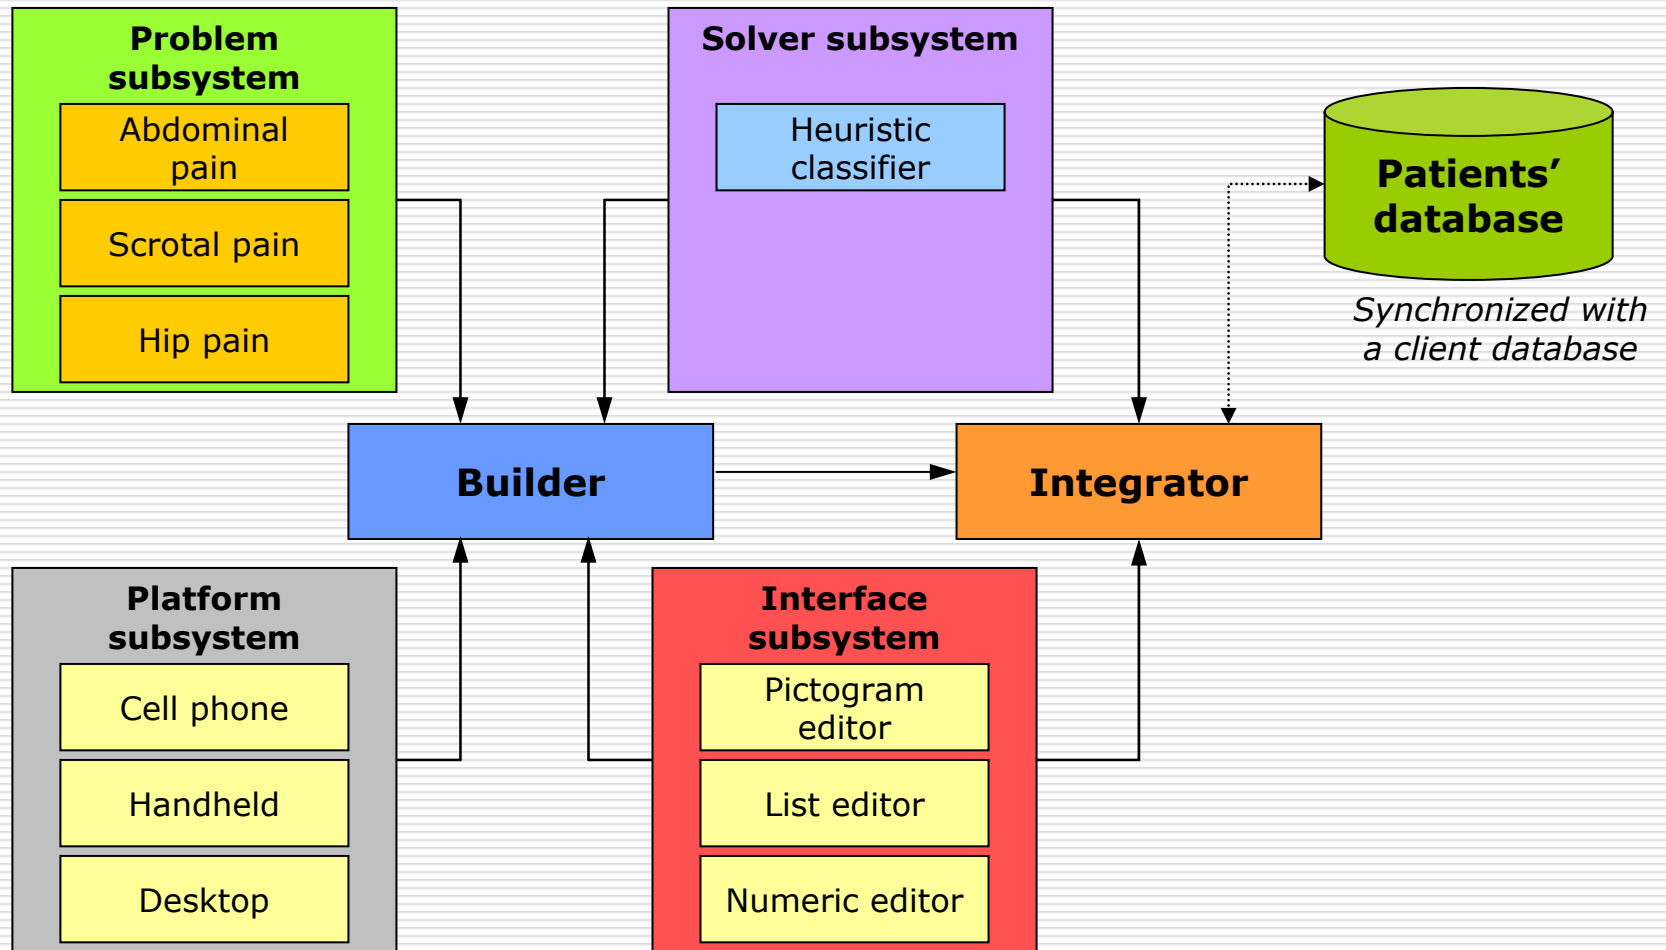 Problem
subsystem
Abdominal
pain
Scrotal pain
Hip pain
Solver subsystem
Heuristic
classifier
Patients’
database
Synchronized with
a client database
Builder
Integrator
Platform
subsystem
Cell phone
Handheld
Desktop
Interface
subsystem
Pictogram
editor
List editor
Numeric editor